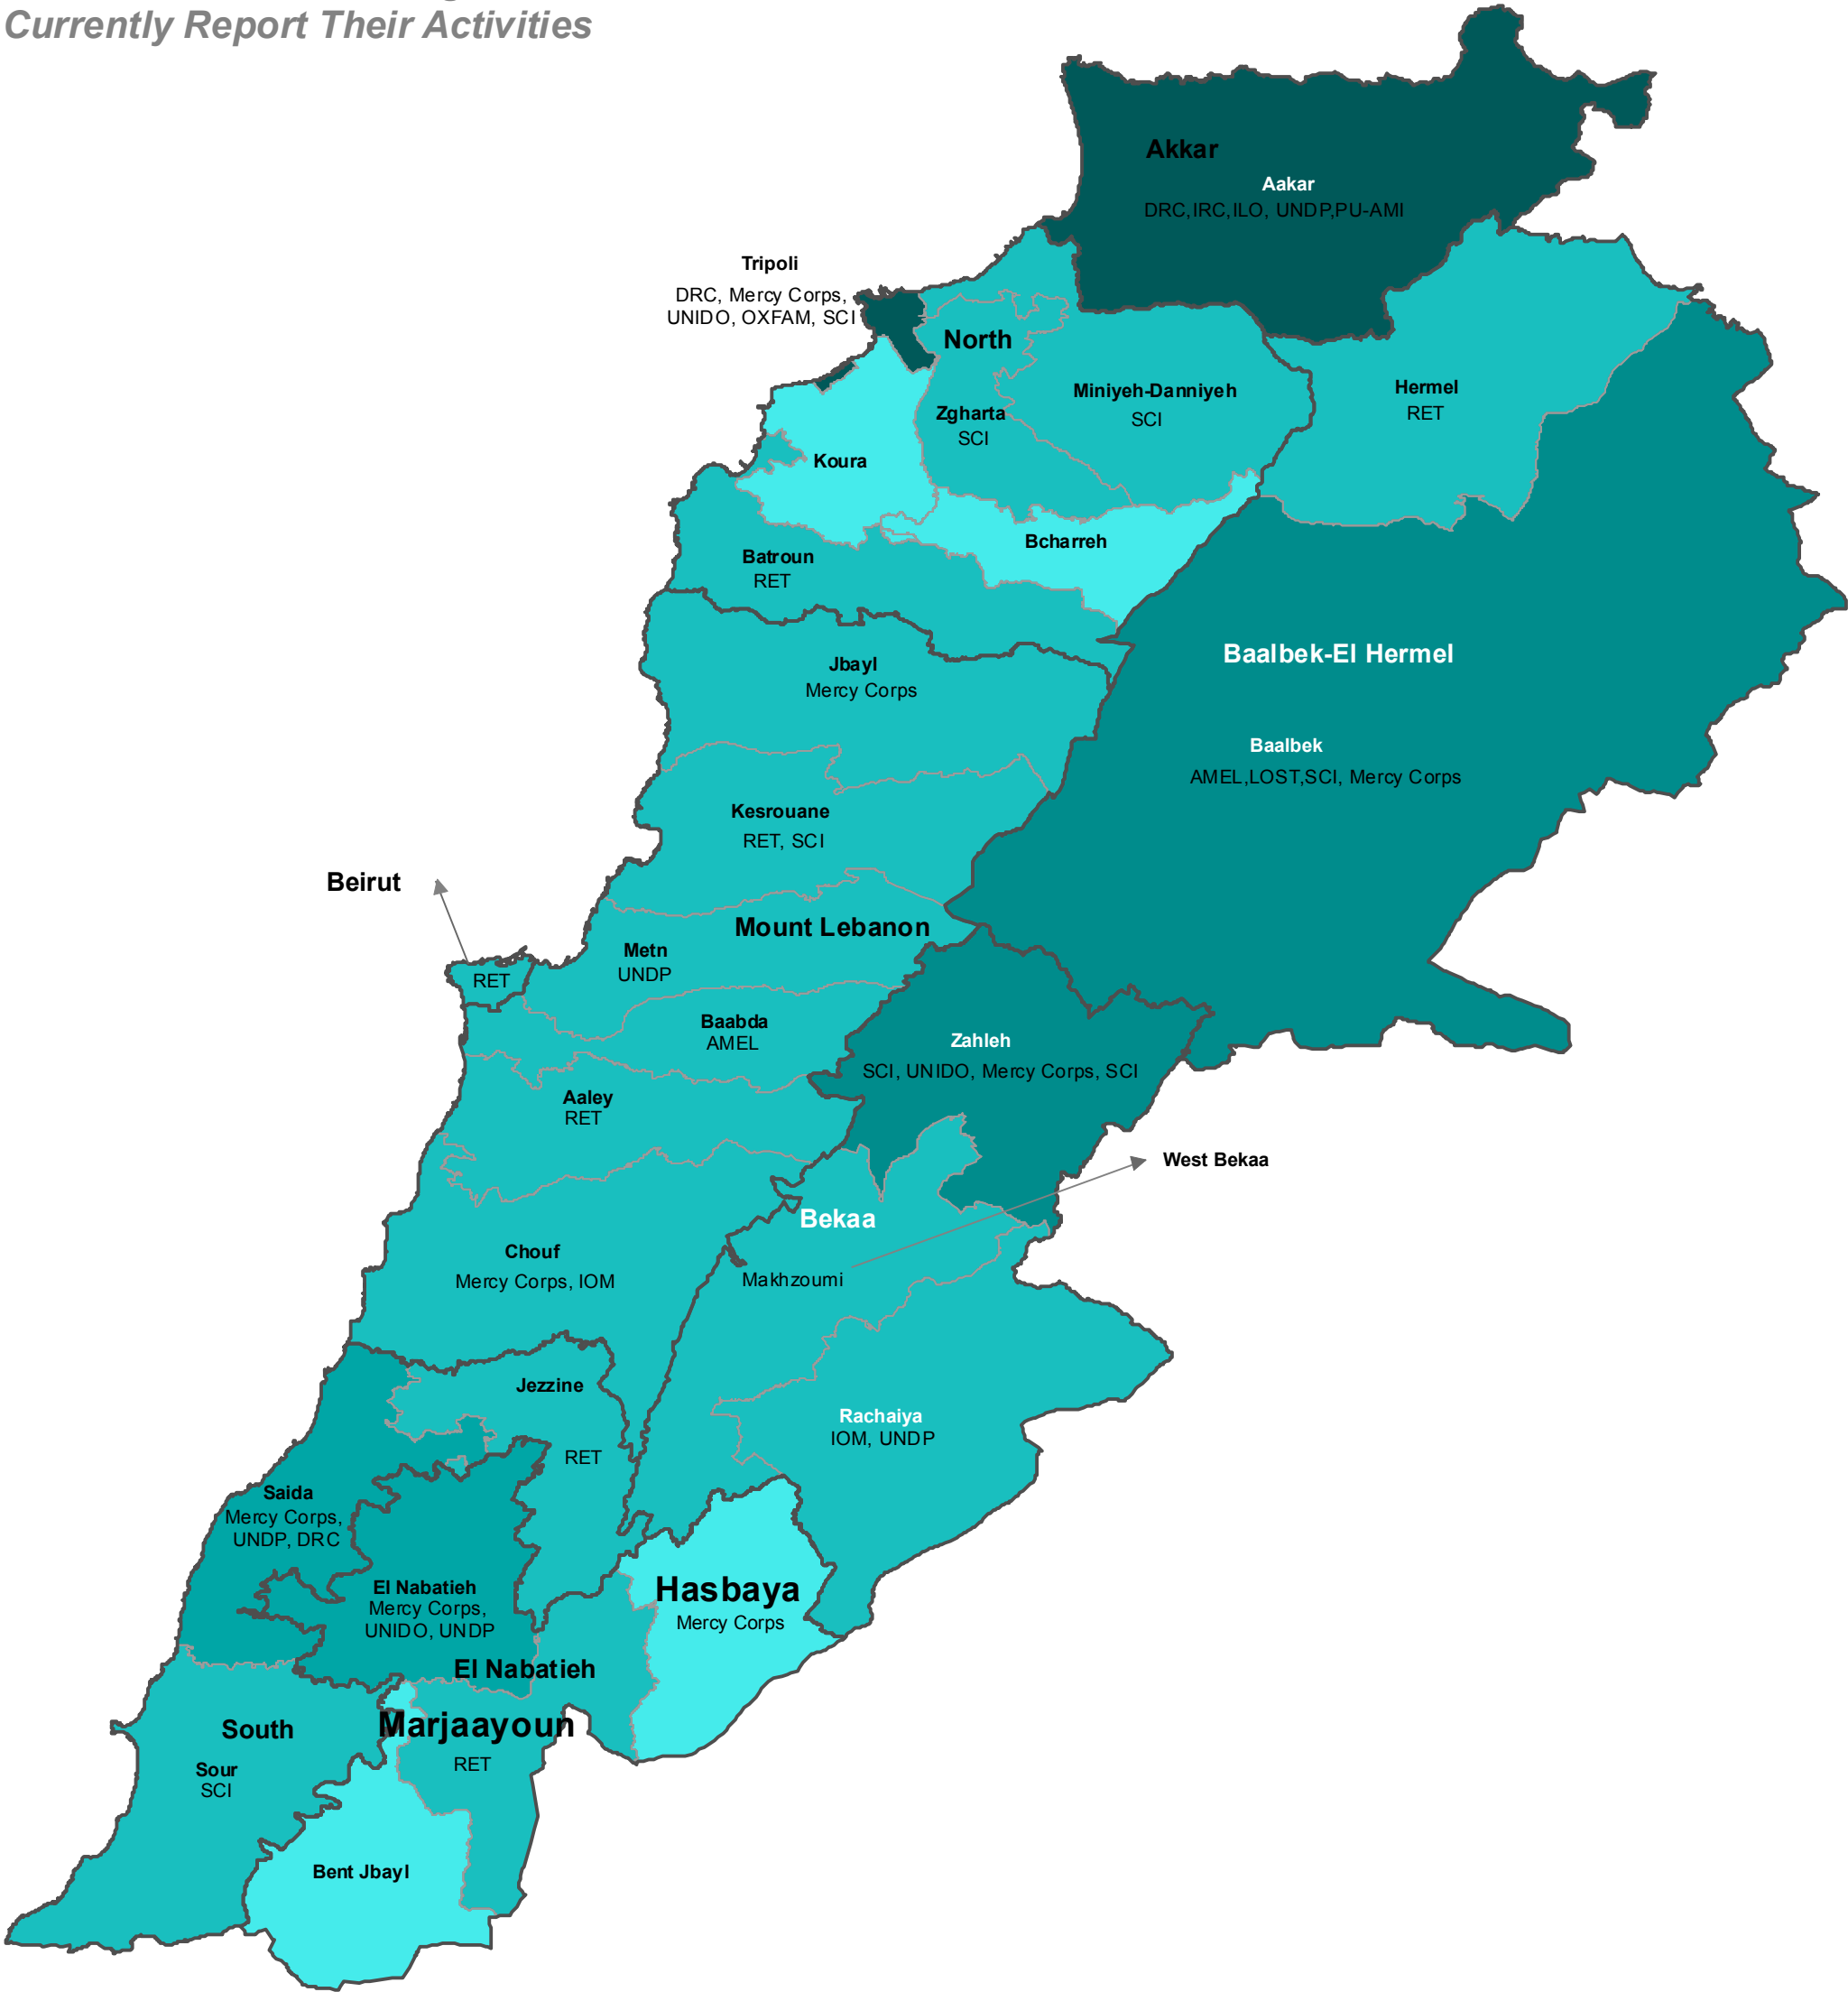 Currently Report Their Activities
Akkar
Aakar
DRC,IRC,ILO, UNDP,PU-AMI
Tripoli
DRC, Mercy Corps,
UNIDO, OXFAM, SCI
North
Miniyeh-Danniyeh
SCI
Hermel
RET
Zgharta
SCI
Koura
Bcharreh
Batroun
RET
Baalbek-El Hermel
Jbayl
Mercy Corps
Baalbek
AMEL,LOST,SCI, Mercy Corps
Kesrouane
RET, SCI
Beirut
Mount Lebanon
Metn
UNDP
RET
Baabda
AMEL
Zahleh
SCI, UNIDO, Mercy Corps, SCI
Aaley
RET
West Bekaa
Bekaa
Chouf
Mercy Corps, IOM
Makhzoumi
Jezzine
RET
Rachaiya
IOM, UNDP
Saida
Mercy Corps,
UNDP, DRC
El Nabatieh
Mercy Corps,
UNIDO, UNDP
Hasbaya
Mercy Corps
El Nabatieh
South
Marjaayoun
RET
Sour
SCI
Bent Jbayl